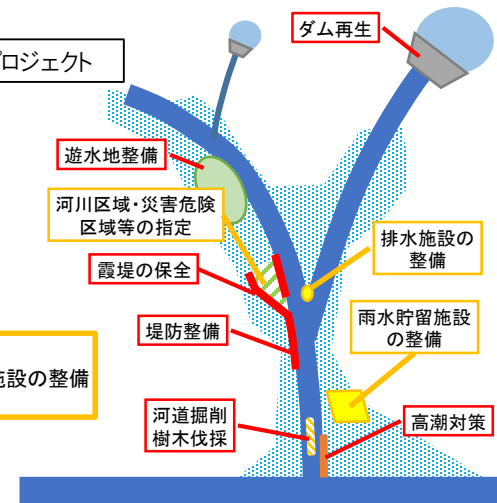 ダム再生
ロジェクト
遊水地整備
河川区域・災害危険
区域等の指定
排水施設の
整備
霞堤の保全
雨水貯留施設
の整備
堤防整備
施設の整備
河道掘削
樹木伐採
高潮対策